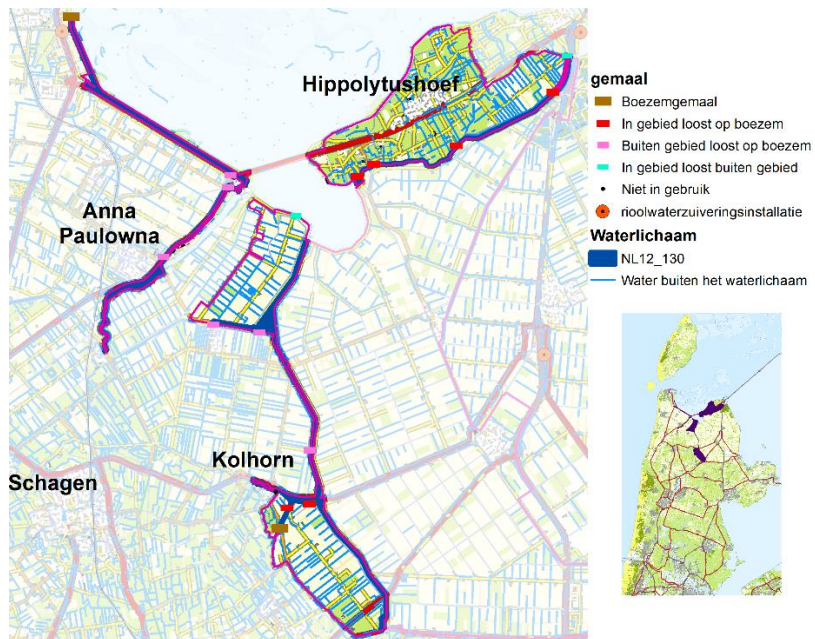 Hippolytushoef
Anna
Paulowna
Kolhorn
Schagen
gemaal
Boezemgemaal
In gebied loost op boezem
Buiten gebied loost op boezem
In gebied loost buiten gebied
Niet in gebruik
rioolwaterzuiveringsinstallatie
Waterlichaam
NL12_130
Water buiten het waterlichaam